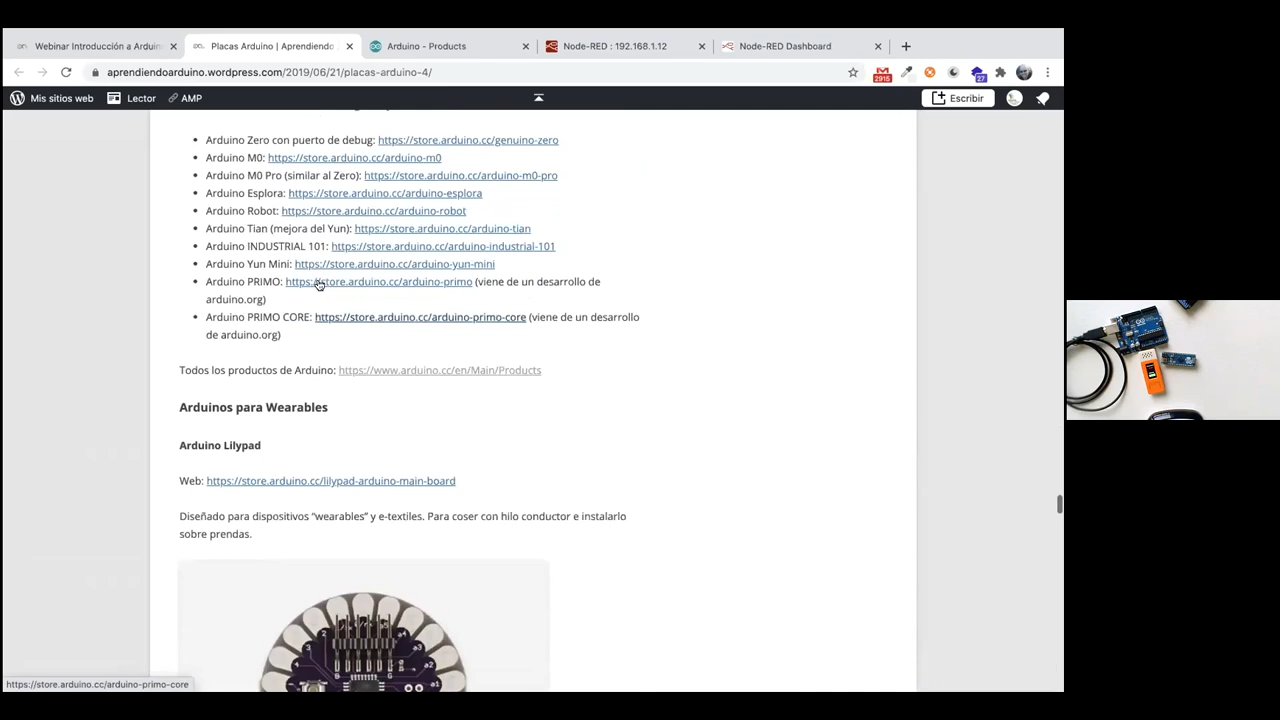 Webinar Introducción a Arduin
Placas Arduino | Aprendiendo
Arduino - Products
Node-RED : 192.168.1.12
Node-RED Dashboard
aprendiendoarduino.wordpress.com/2019/06/21/placas-arduino-4/
2915
27
Mis sitios web
Lector
AMP
Escribir
Arduino Zero con puerto de debug: https://store.arduino.cc/genuino-zero
Arduino M0: https://store.arduino.cc/arduino-m0
Arduino M0 Pro (similar al Zero): https://store.arduino.cc/arduino-m0-pro
Arduino Esplora: https://store.arduino.cc/arduino-esplora
Arduino Robot: https://store.arduino.cc/arduino-robot
Arduino Tian (mejora del Yun): https://store.arduino.cc/arduino-tian
Arduino INDUSTRIAL 101: https://store.arduino.cc/arduino-industrial-101
Arduino Yun Mini: https://store.arduino.cc/arduino-yun-mini
Arduino PRIMO: https://store.arduino.cc/arduino-primo (viene de un desarrollo de
arduino.org)
Arduino PRIMO CORE: https://store.arduino.cc/arduino-primo-core (viene de un desarrollo
de arduino.org)
Todos los productos de Arduino: https://www.arduino.cc/en/Main/Products
Arduinos para Wearables
Arduino Lilypad
Web: https://store.arduino.cc/lilypad-arduino-main-board
Diseñado para dispositivos “wearables” y e-textiles. Para coser con hilo conductor e instalarlo
sobre prendas.
2
a4
3
a3
a2
https://store.arduino.cc/arduino-primo-core